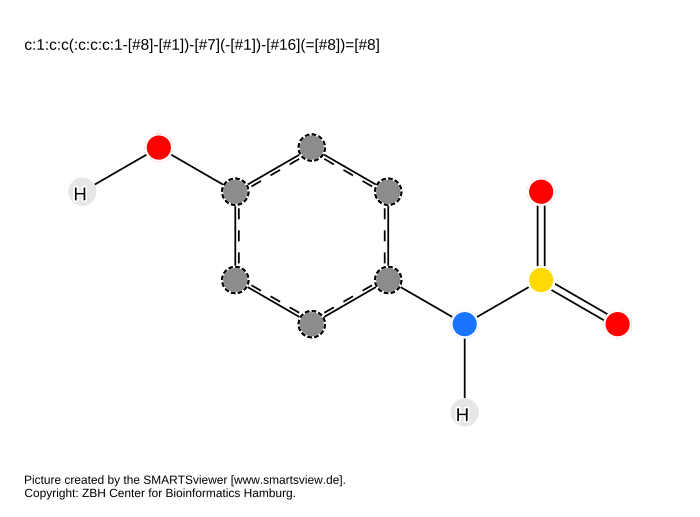 c:1:c:c(:c:c:c:1-[#8]-[#1])-[#7](-[#1])-[#16](=[#8])=[#8]
H
H
Picture created by the SMARTSviewer [www.smartsview.de].
Copyright: ZBH Center for Bioinformatics Hamburg.